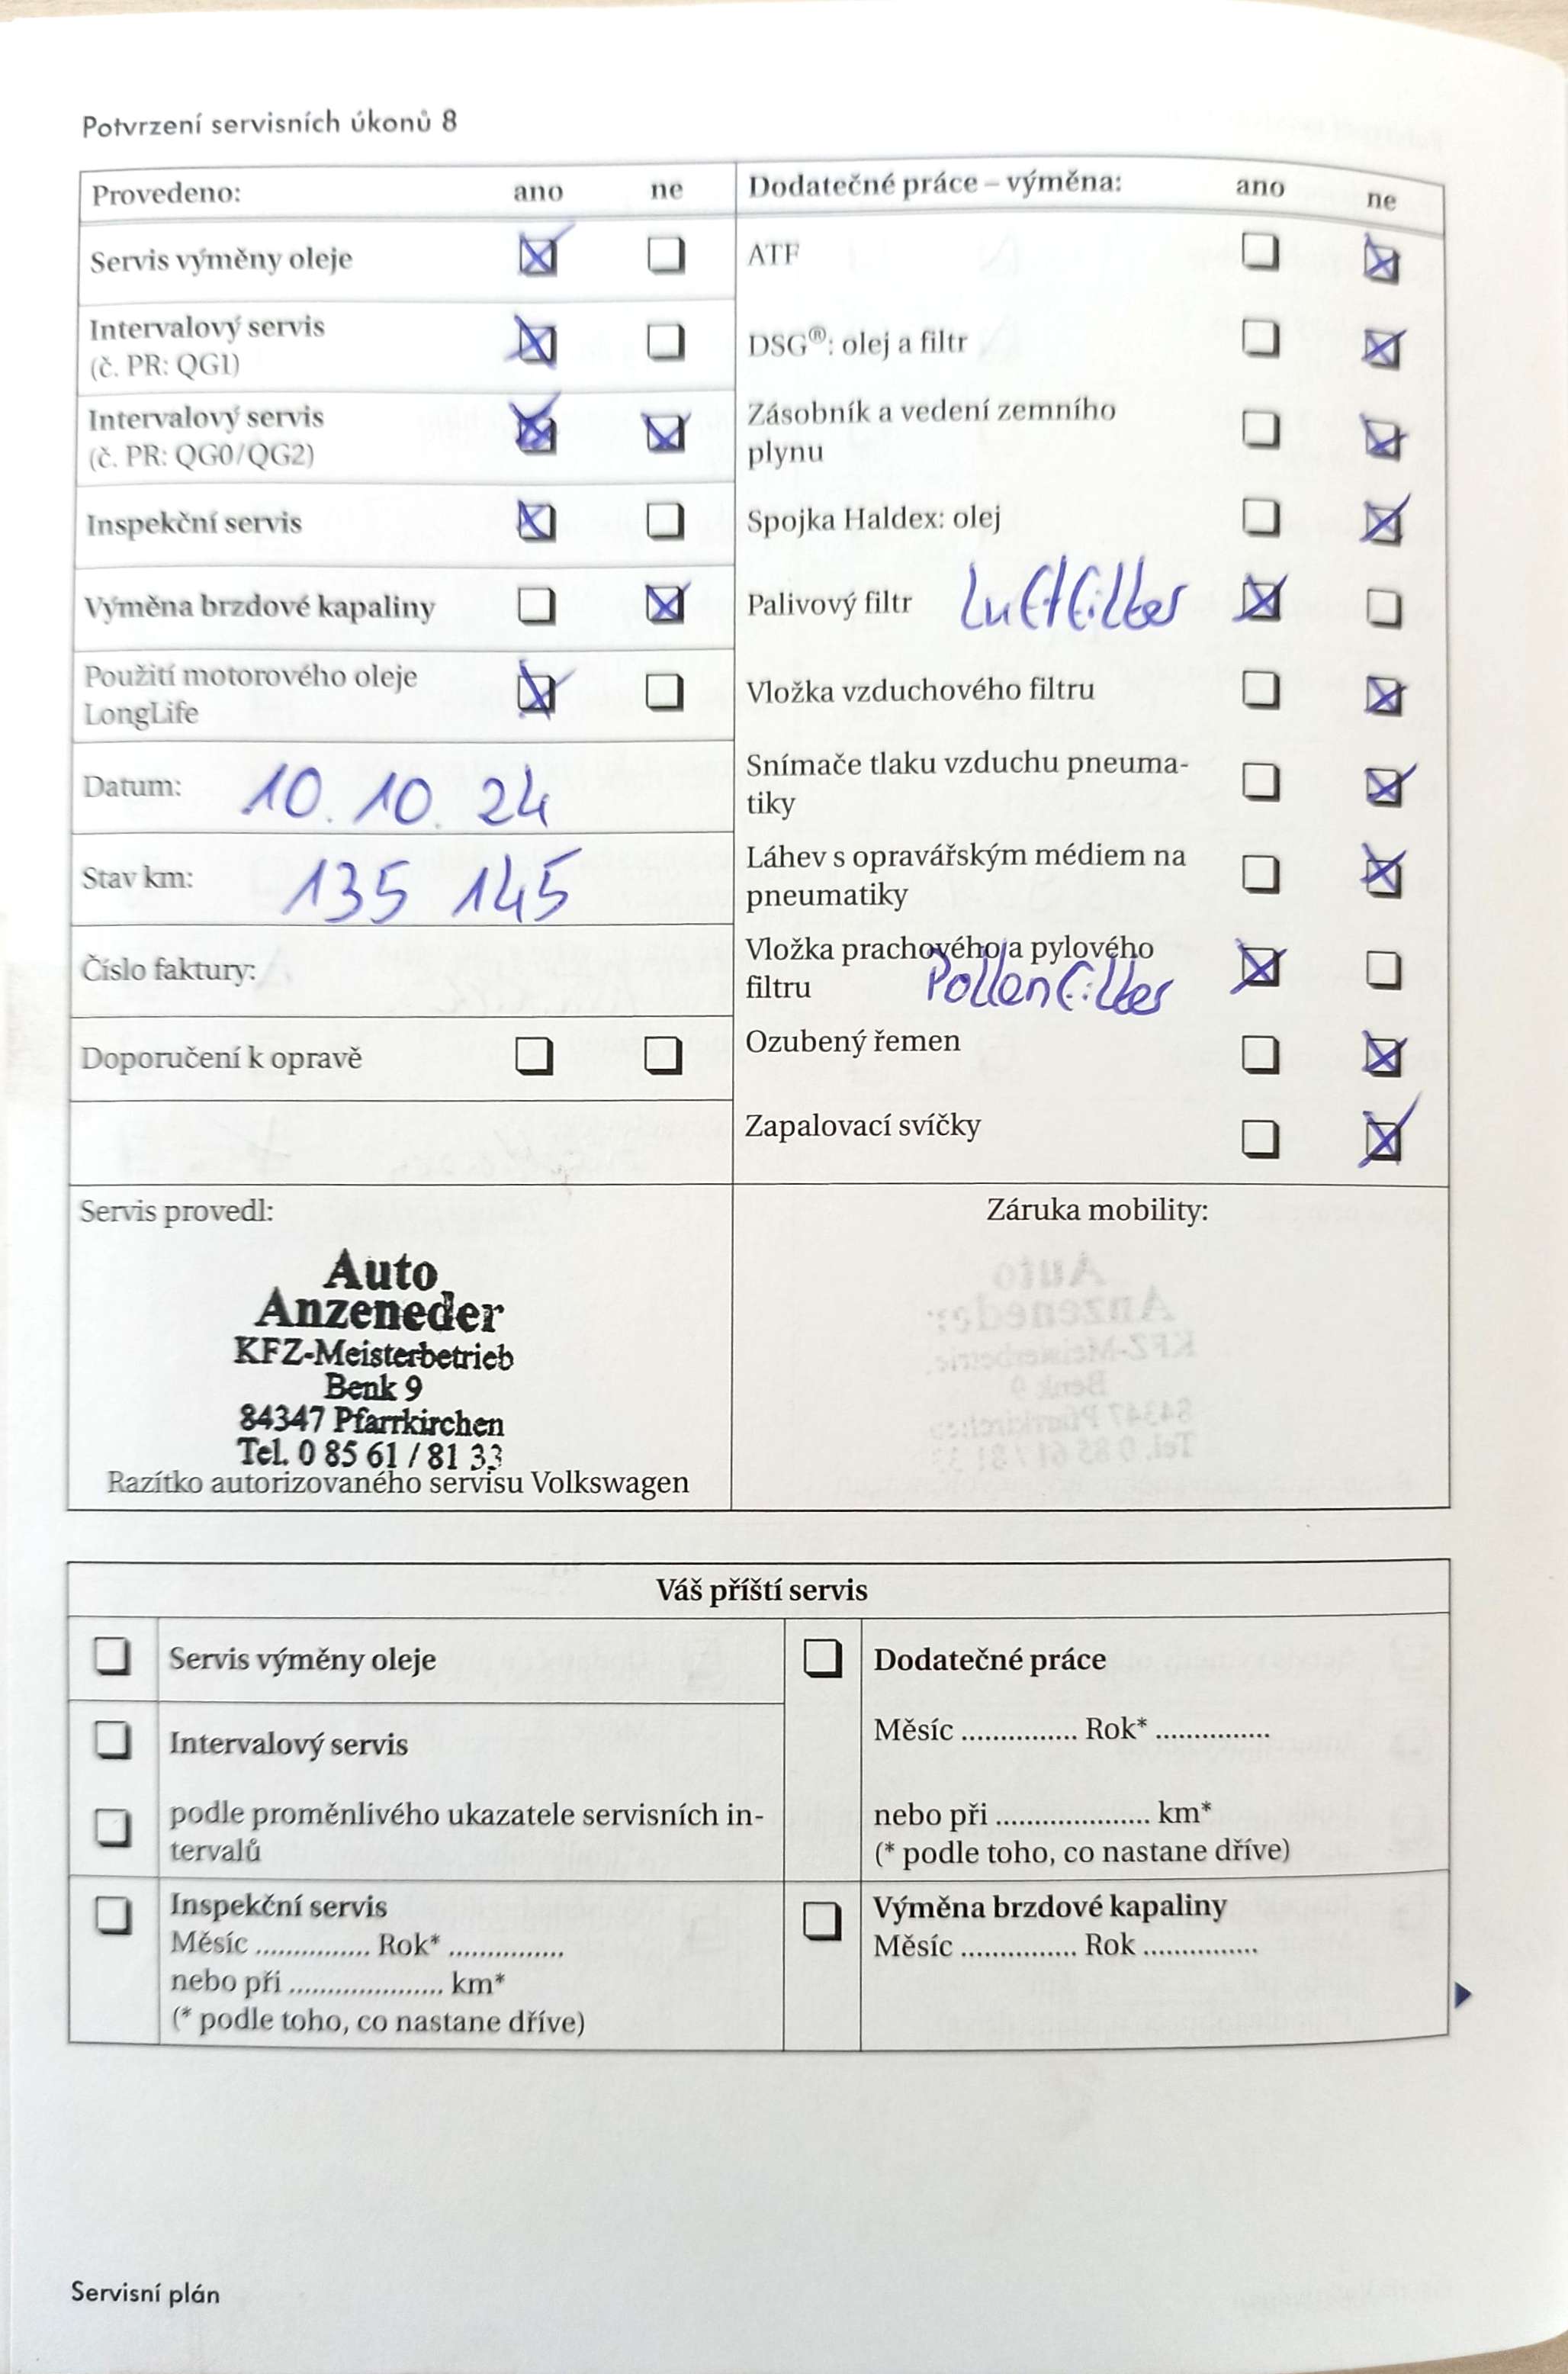 Potvrzení servisních úkonů 8
Provedeno: ano ne
Servis výměny oleje
Intervalový servis
(č. PR: QG1)
Intervalový servis
(č. PR: QG0/QG2)
Inspekční servis
Výměna brzdové kapaliny
Použití motorového oleje
LongLife
Datum: 10. 10. 24
Stav km: 135 145
Číslo faktury:
Doporučení k opravě
Dodatečné práce – výměna: ano ne
ATF
DSG®: olej a filtr
Zásobník a vedení zemního
plynu
Spojka Haldex: olej
Palivový filtr Luftfilter
Vložka vzduchového filtru
Snímače tlaku vzduchu pneuma-
tiky
Láhev s opravářským médiem na
pneumatiky
Vložka prachového a pylového
filtru Pollenfilter
Ozubený řemen
Zapalovací svíčky
Servis provedl:
Auto
Anzeneder
KFZ-Meisterbetrieb
Benk 9
84347 Pfarrkirchen
Tel. 0 85 61 / 81 33
Razítko autorizovaného servisu Volkswagen
Záruka mobility:
Váš příští servis
Servis výměny oleje
Intervalový servis
podle proměnlivého ukazatele servisních in-
tervalů
Inspekční servis
Měsíc ............... Rok* ...............
nebo při .................... km*
(* podle toho, co nastane dříve)
Dodatečné práce
Měsíc ............... Rok* ...............
nebo při .................... km*
(* podle toho, co nastane dříve)
Výměna brzdové kapaliny
Měsíc ............... Rok ...............
Servisní plán